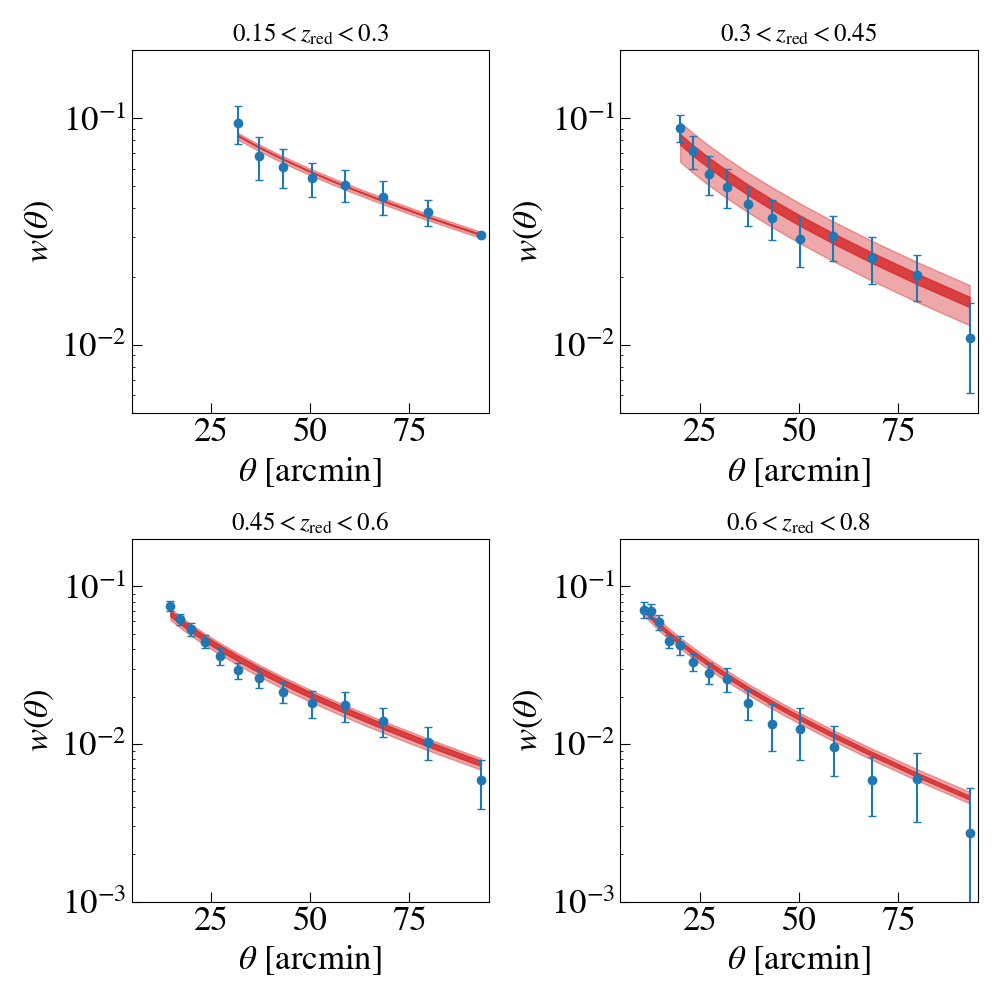 0.15 < z_red < 0.3
10⁻¹
10⁻²
w(θ)
25 50 75
θ [arcmin]
0.3 < z_red < 0.45
10⁻¹
10⁻²
w(θ)
25 50 75
θ [arcmin]
0.45 < z_red < 0.6
10⁻¹
10⁻²
10⁻³
w(θ)
25 50 75
θ [arcmin]
0.6 < z_red < 0.8
10⁻¹
10⁻²
10⁻³
w(θ)
25 50 75
θ [arcmin]